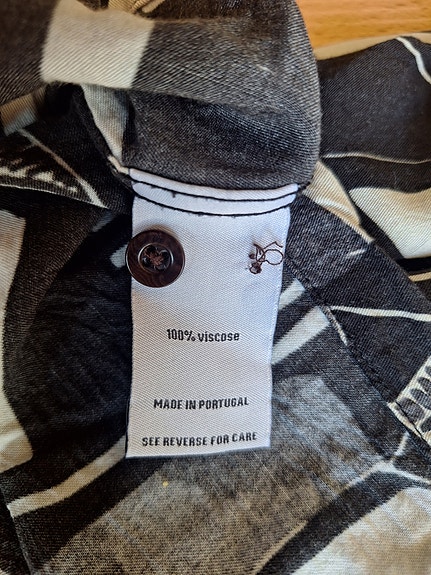 100% viscose
MADE IN PORTUGAL
SEE REVERSE FOR CARE